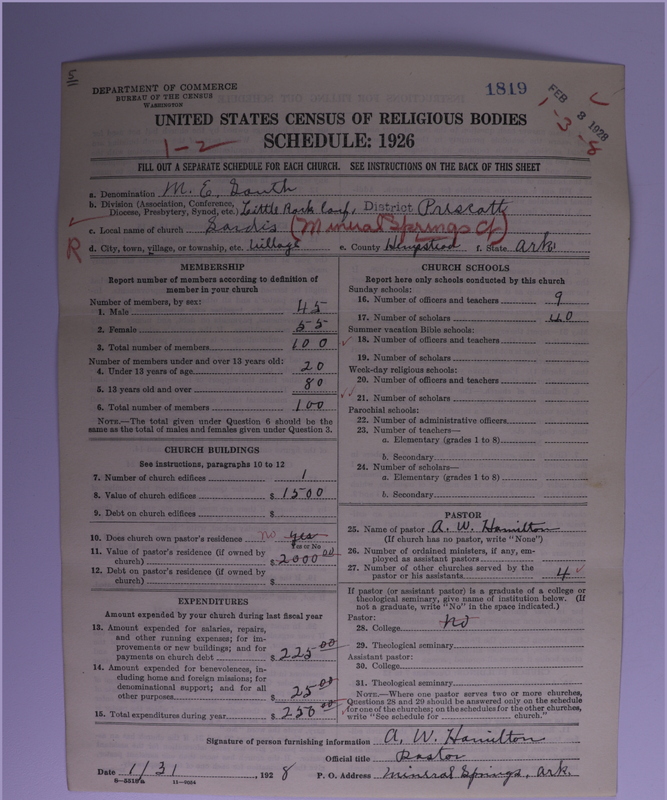 5
DEPARTMENT OF COMMERCE
BUREAU OF THE CENSUS
WASHINGTON
1819
FEB 3 1928
1-3-8
UNITED STATES CENSUS OF RELIGIOUS BODIES
1-2
SCHEDULE: 1926
FILL OUT A SEPARATE SCHEDULE FOR EACH CHURCH. SEE INSTRUCTIONS ON THE BACK OF THIS SHEET
a. Denomination M. E. South
b. Division (Association, Conference, Diocese, Presbytery, Synod, etc.) Little Rock Conf. District Prescott
c. Local name of church Sardis (Mineral Springs C)
R
d. City, town, village, or township, etc. Village e. County Hempstead f. State Ark
MEMBERSHIP
Report number of members according to definition of
member in your church
Number of members, by sex:
1. Male 45
2. Female 55
3. Total number of members 100
Number of members under and over 13 years old:
4. Under 13 years of age 20
5. 13 years old and over 80
6. Total number of members 100
NOTE.—The total given under Question 6 should be
same as the total of males and females given under Question 3.
CHURCH BUILDINGS
See instructions, paragraphs 10 to 12
7. Number of church edifices 1
8. Value of church edifices $1500
9. Debt on church edifices $
10. Does church own pastor's residence no yes
Yes or No
11. Value of pastor's residence (if owned by
church) $2000 00
12. Debt on pastor's residence (if owned by
church) $
EXPENDITURES
Amount expended by your church during last fiscal year
13. Amount expended for salaries, repairs,
and other running expenses; for im-
provements or new buildings; and for
payments on church debt $225 00
14. Amount expended for benevolences, in-
cluding home and foreign missions; for
denominational support; and for all
other purposes $25 00
15. Total expenditures during year $250 00
CHURCH SCHOOLS
Report here only schools conducted by this church
Sunday schools:
16. Number of officers and teachers 9
17. Number of scholars 40
Summer vacation Bible schools:
18. Number of officers and teachers
19. Number of scholars
Week-day religious schools:
20. Number of officers and teachers
21. Number of scholars
Parochial schools:
22. Number of administrative officers
23. Number of teachers—
a. Elementary (grades 1 to 8)
b. Secondary
24. Number of scholars—
a. Elementary (grades 1 to 8)
b. Secondary
PASTOR
25. Name of pastor A. W. Hamilton
(If church has no pastor, write "None")
26. Number of ordained ministers, if any, em-
ployed as assistant pastors
27. Number of other churches served by the
pastor or his assistants 4
If pastor (or assistant pastor) is a graduate of a college or
theological seminary, give name of institution below. (If
not a graduate, write "No" in the space indicated.)
Pastor:
28. College no
29. Theological seminary
Assistant pastor:
30. College
31. Theological seminary
NOTE.—Where one pastor serves two or more churches,
Questions 28 and 29 should be answered only on the schedule
for one of the churches; on the schedules for the other churches,
write "See schedule for church."
Signature of person furnishing information A. W. Hamilton
Official title Pastor
Date 1/31, 1928 P. O. Address Mineral Springs, Ark.
11—9054